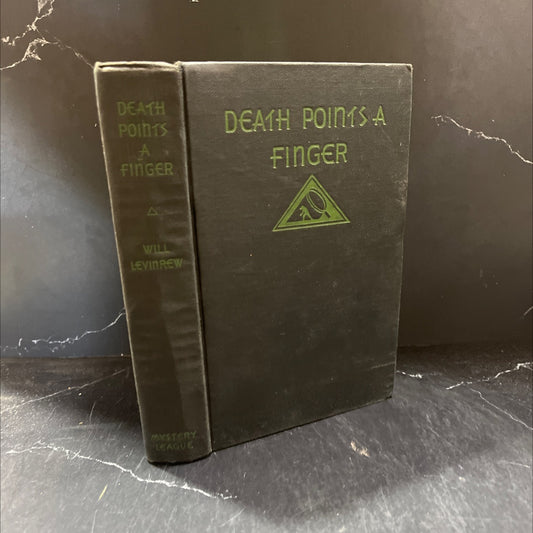 DEATH
POINTS
A
FINGER
WILL
LEVINREW
MYSTERY
LEAGUE
DEATH POINTS A
FINGER